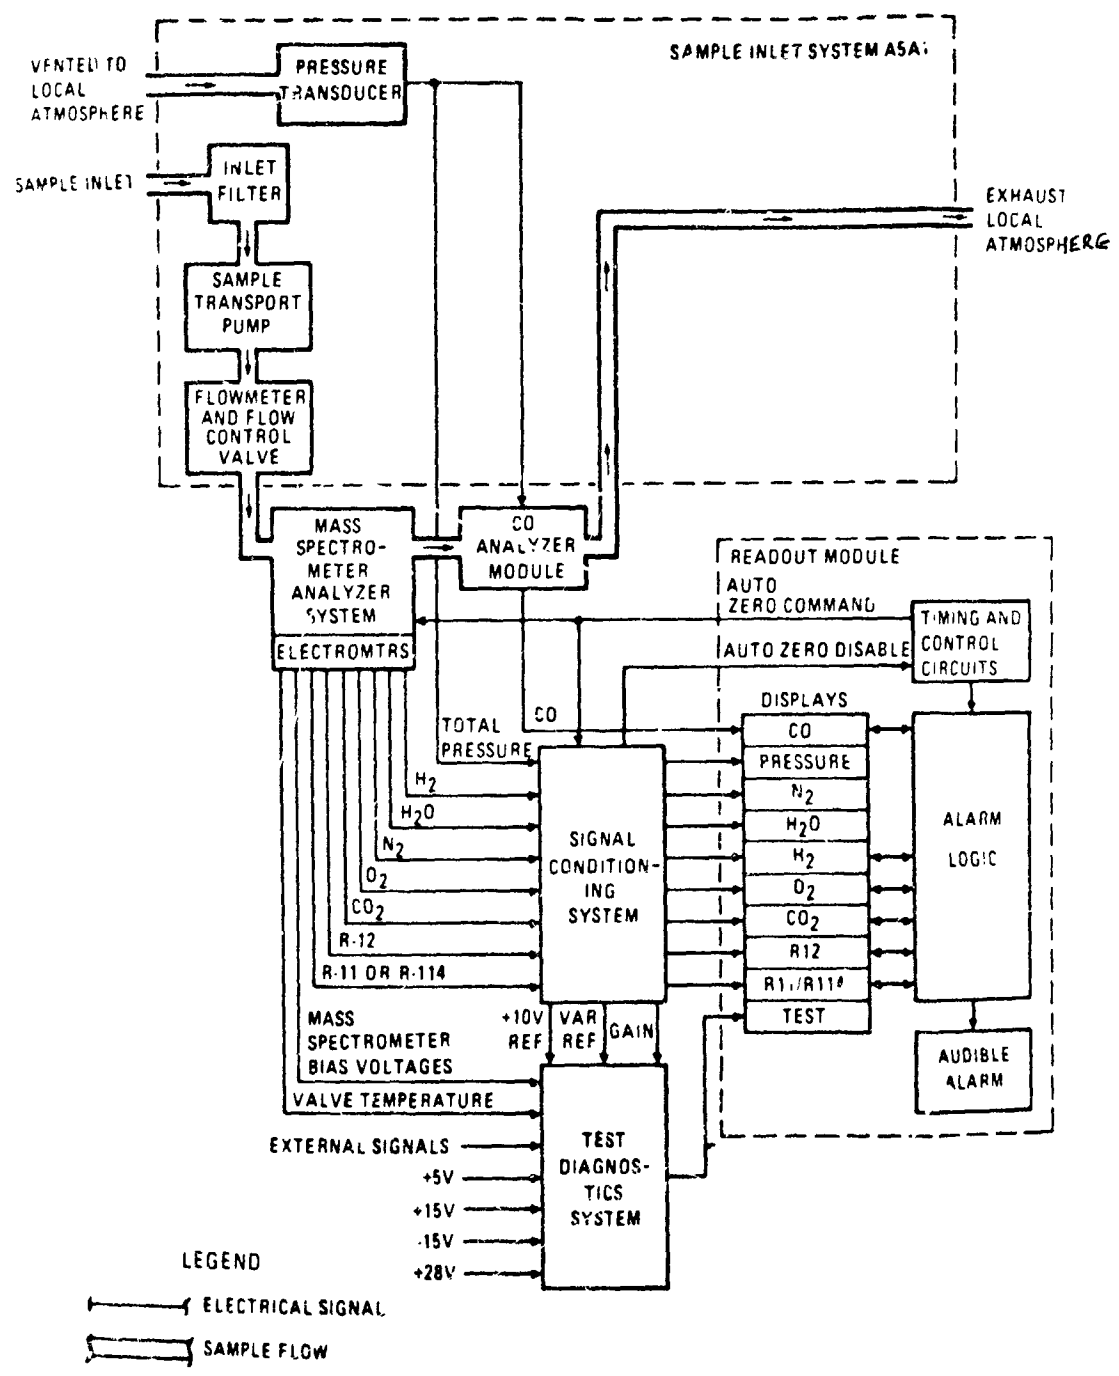 SAMPLE INLET SYSTEM A5A1
VENTED TO
LOCAL
ATMOSPHERE
PRESSURE
TRANSDUCER
SAMPLE INLET
INLET
FILTER
EXHAUST
LOCAL
ATMOSPHERE
SAMPLE
TRANSPORT
PUMP
FLOWMETER
AND FLOW
CONTROL
VALVE
MASS
SPECTRO-
METER
ANALYZER
SYSTEM
ELECTROMTRS
CO
ANALYZER
MODULE
READOUT MODULE
AUTO
ZERO COMMAND
TIMING AND
CONTROL
CIRCUITS
AUTO ZERO DISABLE
DISPLAYS
CO
TOTAL
PRESSURE
H2
H2O
N2
O2
CO2
R-12
R-11 OR R-114
SIGNAL
CONDITION-
ING
SYSTEM
CO
PRESSURE
N2
H2O
H2
O2
CO2
R12
R11/R114
TEST
ALARM
LOGIC
AUDIBLE
ALARM
+10V
REF
VAR
REF
GAIN
MASS
SPECTROMETER
BIAS VOLTAGES
VALVE TEMPERATURE
EXTERNAL SIGNALS
+5V
+15V
-15V
+28V
TEST
DIAGNOS-
TICS
SYSTEM
LEGEND
ELECTRICAL SIGNAL
SAMPLE FLOW